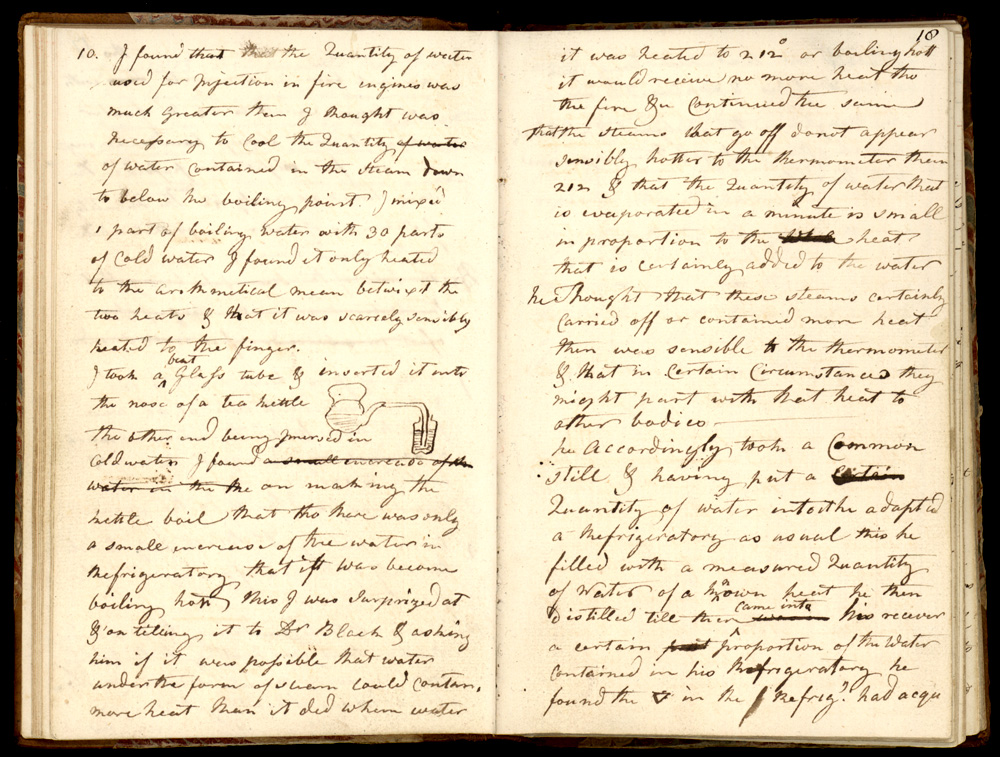 10. I found that the Quantity of water
used for Injection in fire engines was
much Greater then I thought was
Necessary to Cool the Quantity of water
of water contained in the steam down
to below the boiling point I mixed
1 part of boiling water with 30 parts
of Cold water I found it only heated
to the arithmetical mean betwixt the
two heats & that it was scarcely sensibly
heated to the finger.
I took a bent Glass tube & inserted it into
the nose of a tea kettle
the other end being imersed in
Cold water I found a small increase of the
water in the the on making the
kettle boil that tho there was only
a small increase of the water in
Refrigeratory that it was become
boiling hott this I was Surprized at
& on telling it to Dr Black & asking
him if it was possible that water
under the form of steam could contain
more heat than it did when water
10
it was heated to 212° or boiling hott
it would receive no more heat tho
the fire &c Continued the same
that the steams that go off do not appear
sensibly hotter to the thermometer then
212 & that the Quantity of water that
is evaporated in a minute is small
in proportion to the whole heat
that is certainly added to the water
he Thought that these steams certainly
Carried off or contained more heat
then was sensible to the thermometer
& that in Certain Circumstances they
might part with that heat to
other bodies
he Accordingly took a Common
still & having put a Certain
Quantity of water into it he adapted
a Refrigeratory as usual this he
filled with a measured Quantity
of Water of a known heat he then
distilled till ther came into his receiver
a certain proportion of the Water
Contained in his Refrigeratory he
found the in the Refrig.y had acqu